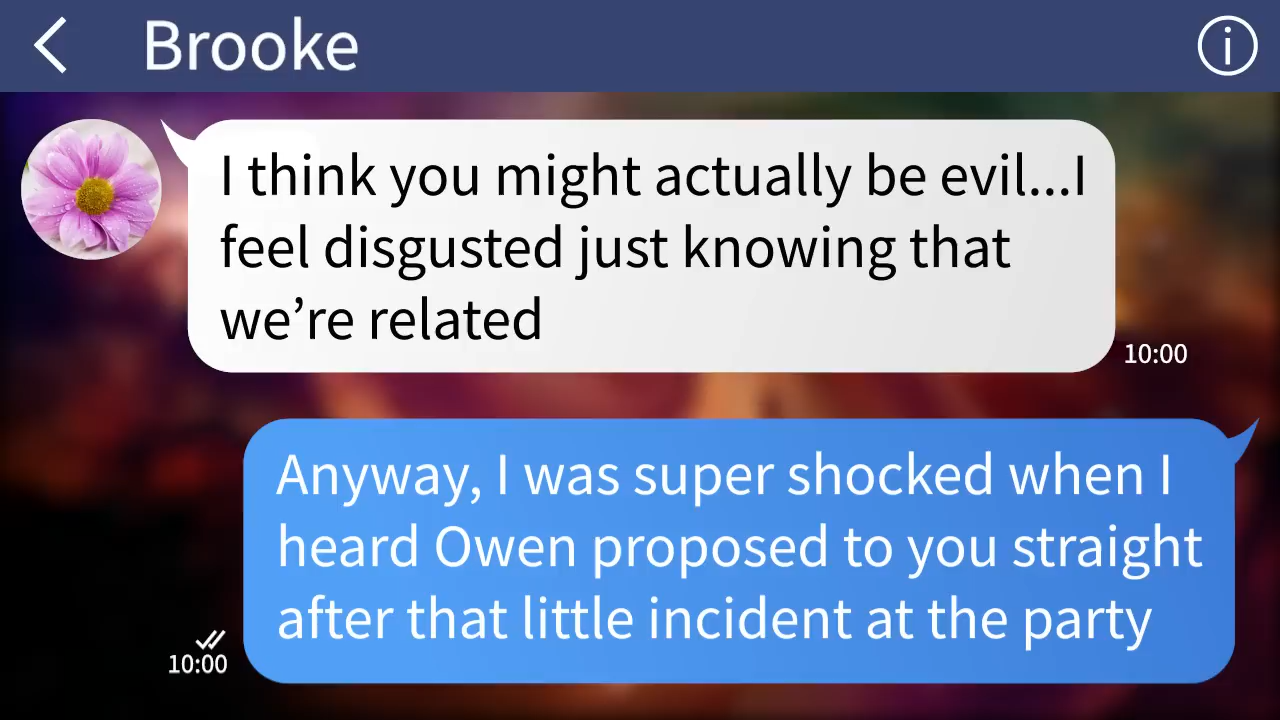 Brooke
I think you might actually be evil...I
feel disgusted just knowing that
we’re related
10:00
Anyway, I was super shocked when I
heard Owen proposed to you straight
after that little incident at the party
10:00